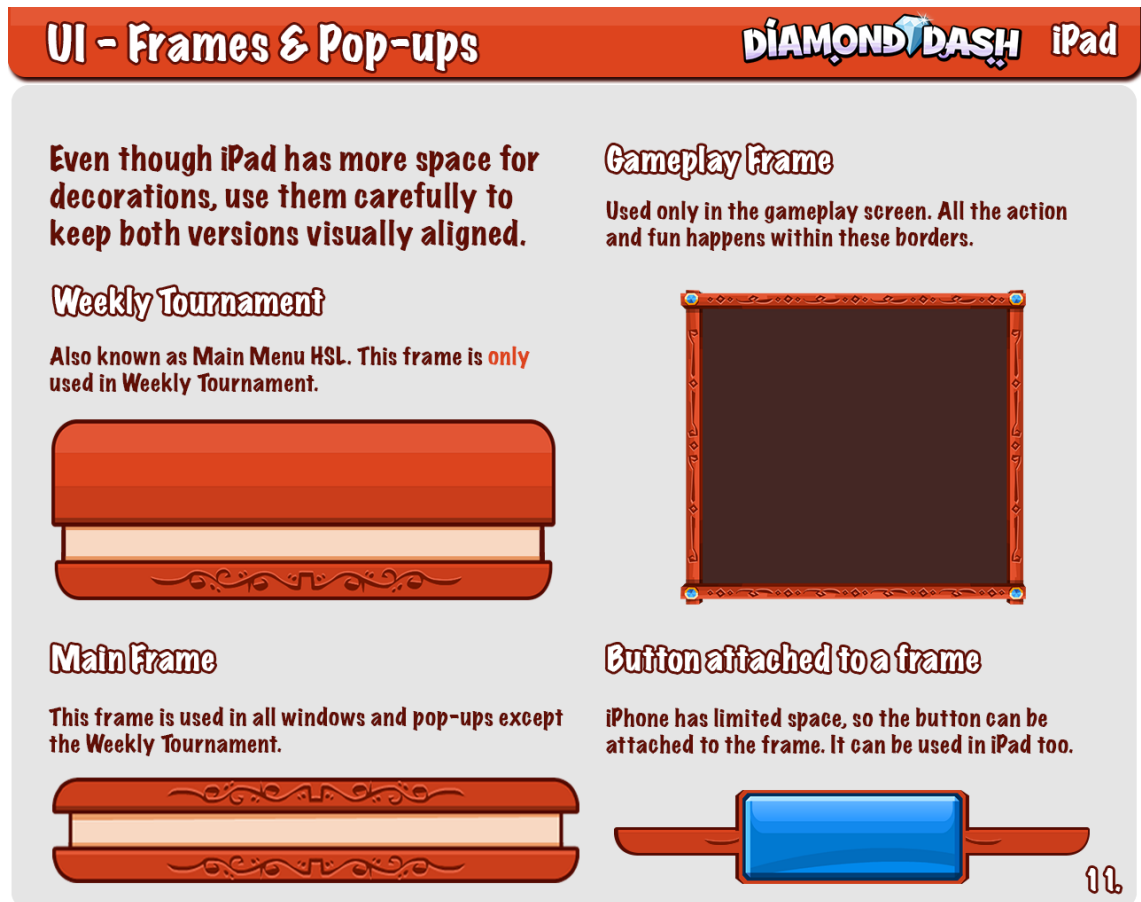 UI - Frames & Pop-ups
DIAMOND DASH
iPad
Even though iPad has more space for
decorations, use them carefully to
keep both versions visually aligned.
Weekly Tournament
Also known as Main Menu HSL. This frame is only
used in Weekly Tournament.
Main Frame
This frame is used in all windows and pop-ups except
the Weekly Tournament.
Gameplay Frame
Used only in the gameplay screen. All the action
and fun happens within these borders.
Button attached to a frame
iPhone has limited space, so the button can be
attached to the frame. It can be used in iPad too.
11.